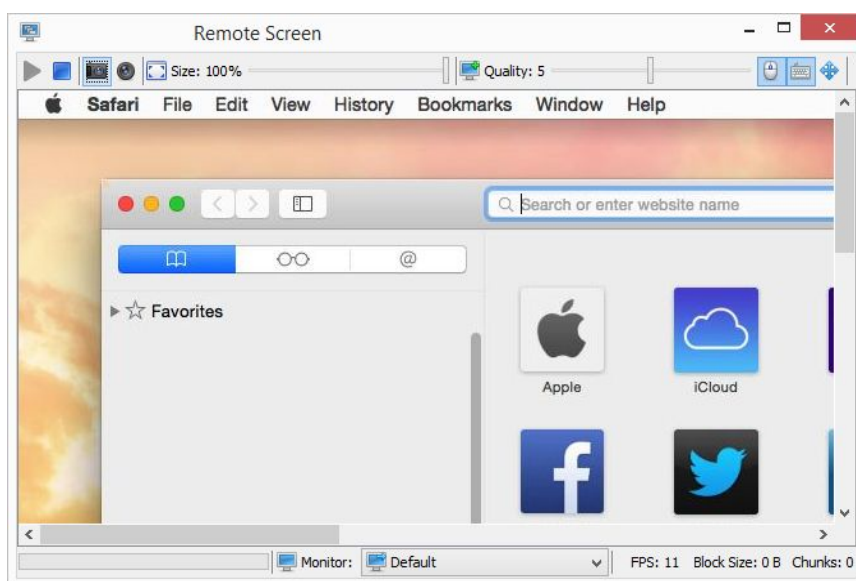 Remote Screen
Size: 100% Quality: 5
Safari File Edit View History Bookmarks Window Help
Search or enter website name
@
Favorites
Apple iCloud
f
Monitor: Default FPS: 11 Block Size: 0 B Chunks: 0